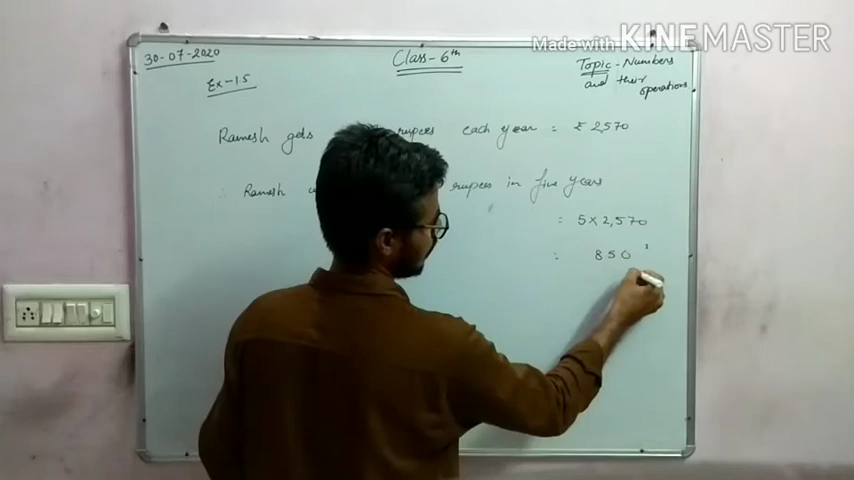 Made with KINEMASTER
30-07-2020
Class-6th
Topic - Numbers
and their
operations
Ex-15
Ramesh gets rupees each year = ₹ 2,570
∴ Ramesh rupees in five years
= 5 × 2,570
= 850